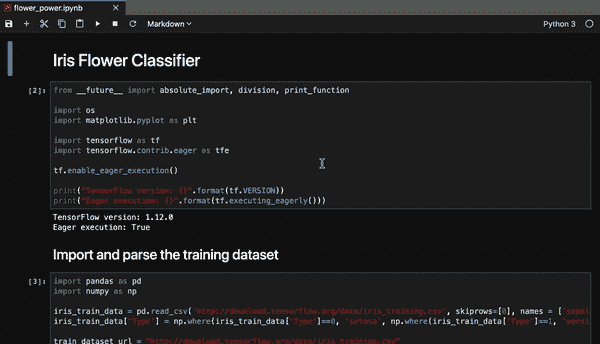 flower_power.ipynb
Markdown
Python 3
Iris Flower Classifier
[2]: from __future__ import absolute_import, division, print_function
import os
import matplotlib.pyplot as plt
import tensorflow as tf
import tensorflow.contrib.eager as tfe
tf.enable_eager_execution()
print("TensorFlow version: {}".format(tf.VERSION))
print("Eager execution: {}".format(tf.executing_eagerly()))
TensorFlow version: 1.12.0
Eager execution: True
Import and parse the training dataset
[3]: import pandas as pd
import numpy as np
iris_train_data = pd.read_csv("http://download.tensorflow.org/data/iris_training.csv", skiprows=[0], names = ["sepal
iris_train_data['Type'] = np.where(iris_train_data['Type']==0, 'setosa', np.where(iris_train_data['Type']==1, 'versi
train_dataset_url = "http://download.tensorflow.org/data/iris_training.csv"